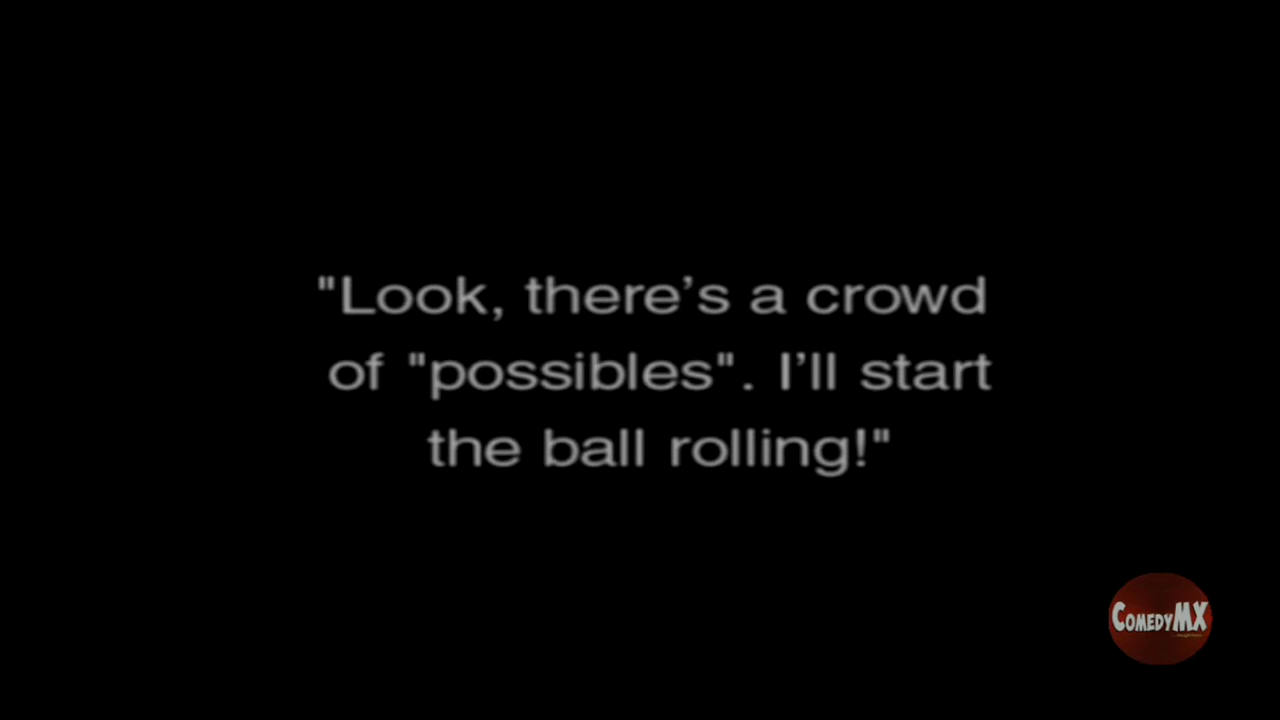 "Look, there’s a crowd
of "possibles". I’ll start
the ball rolling!"
COMEDYMX